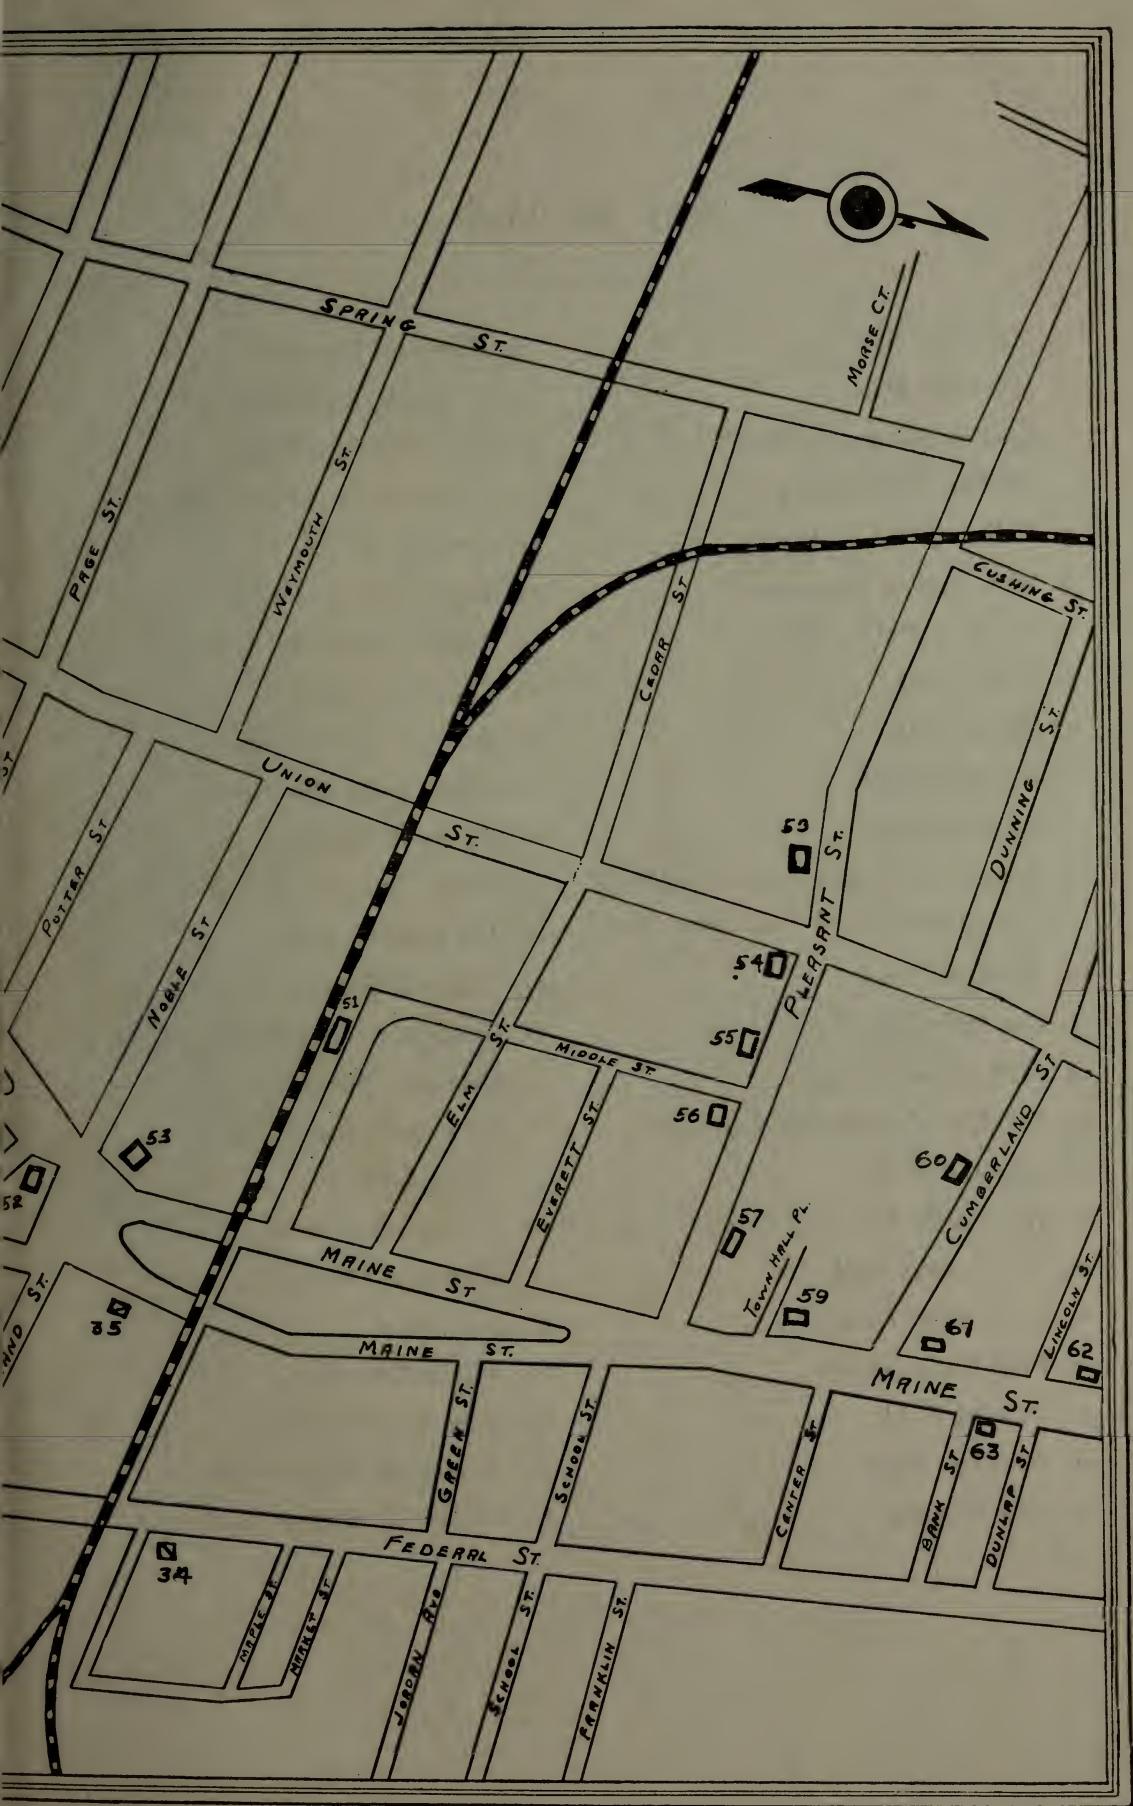 MORSE CT.
SPRING ST.
PAGE ST.
WEYMOUTH ST.
CUSHING ST.
CEDAR ST
DUNNING ST.
ST
UNION ST.
53
PLEASANT ST.
POTTER ST
NOBLE ST
54
51
55
MIDDLE ST.
ELM ST.
56
EVERETT ST.
CUMBERLAND ST
60
53
52
57
TOWN HALL PL.
59
LINCOLN ST.
MAINE ST
AND ST.
35
61
62
MAINE ST.
MAINE ST.
63
GREEN ST.
SCHOOL ST.
CENTER ST
BANK ST
DUNLAP ST
FEDERAL ST.
34
MAPLE ST.
MARKET ST
JORDAN AVE
SCHOOL ST.
FRANKLIN ST.